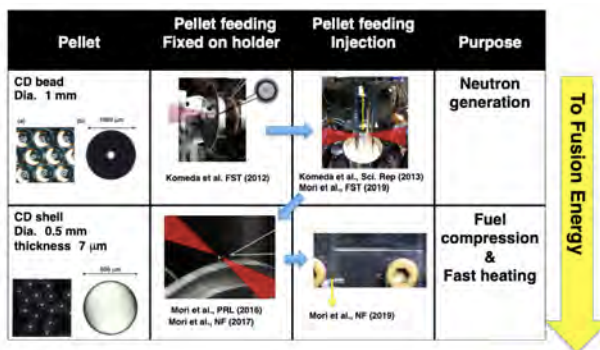 Pellet
Pellet feeding
Fixed on holder
Pellet feeding
Injection
Purpose
CD bead
Dia. 1 mm
(a)
(b)
1000 µm
Komeda et al. FST (2012)
Komeda et al., Sci. Rep (2013)
Mori et al., FST (2019)
Neutron
generation
CD shell
Dia. 0.5 mm
thickness 7 µm
500 µm
Mori et al., PRL (2016)
Mori et al., NF (2017)
Mori et al., NF (2019)
Fuel
compression
&
Fast heating
To Fusion Energy